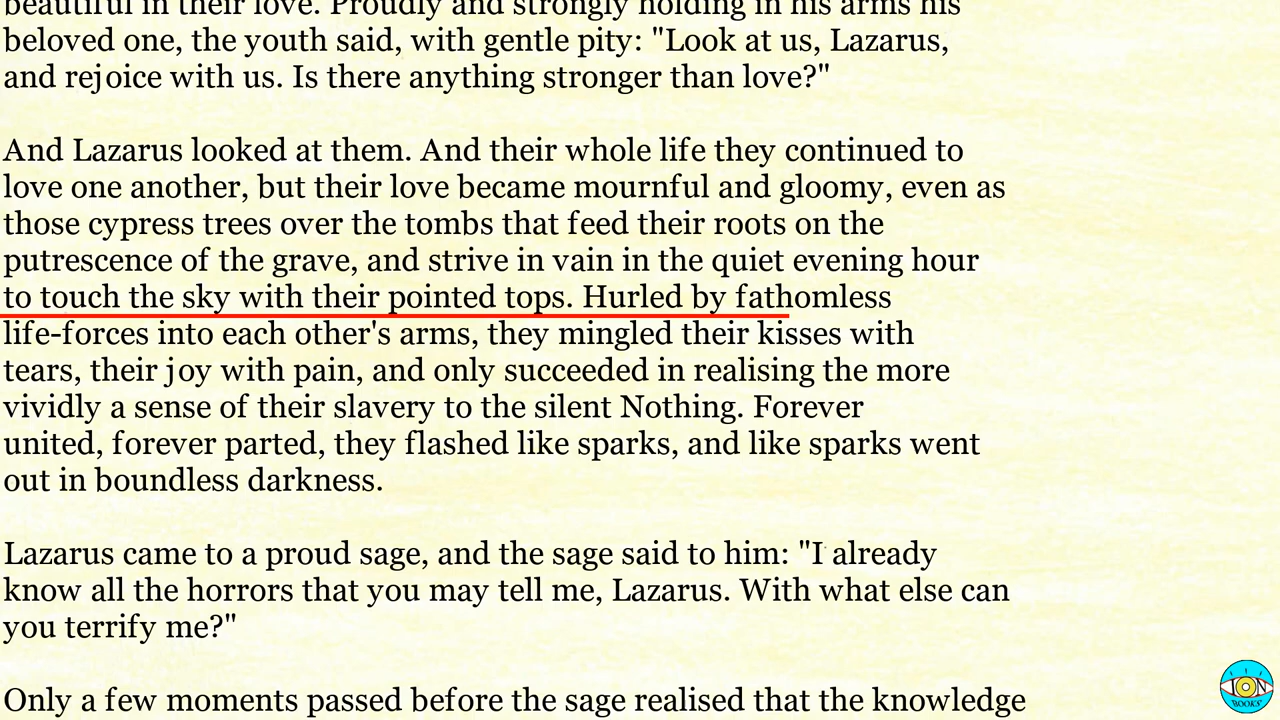 beautiful in their love. Proudly and strongly holding in his arms his
beloved one, the youth said, with gentle pity: "Look at us, Lazarus,
and rejoice with us. Is there anything stronger than love?"
And Lazarus looked at them. And their whole life they continued to
love one another, but their love became mournful and gloomy, even as
those cypress trees over the tombs that feed their roots on the
putrescence of the grave, and strive in vain in the quiet evening hour
to touch the sky with their pointed tops. Hurled by fathomless
life-forces into each other's arms, they mingled their kisses with
tears, their joy with pain, and only succeeded in realising the more
vividly a sense of their slavery to the silent Nothing. Forever
united, forever parted, they flashed like sparks, and like sparks went
out in boundless darkness.
Lazarus came to a proud sage, and the sage said to him: "I already
know all the horrors that you may tell me, Lazarus. With what else can
you terrify me?"
Only a few moments passed before the sage realised that the knowledge
ION
BOOKS